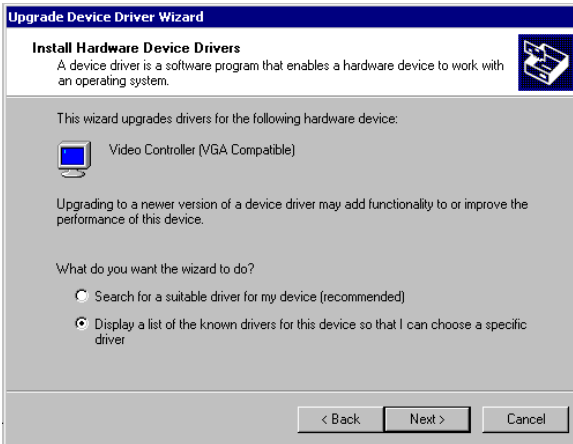 Upgrade Device Driver Wizard
Install Hardware Device Drivers
A device driver is a software program that enables a hardware device to work with
an operating system.
This wizard upgrades drivers for the following hardware device:
Video Controller (VGA Compatible)
Upgrading to a newer version of a device driver may add functionality to or improve the
performance of this device.
What do you want the wizard to do?
Search for a suitable driver for my device (recommended)
Display a list of the known drivers for this device so that I can choose a specific
driver
< Back Next > Cancel